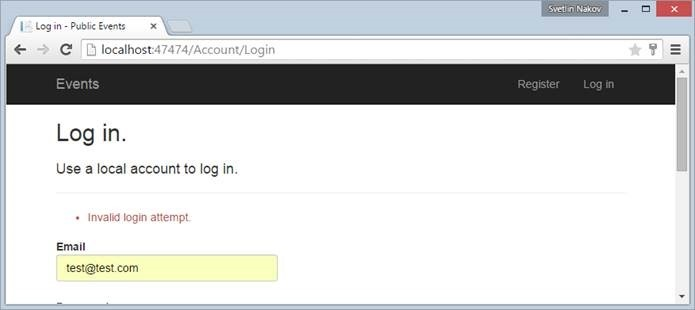 Svetlin Nakov
Log in - Public Events
localhost:47474/Account/Login
Events Register Log in
Log in.
Use a local account to log in.
Invalid login attempt.
Email
test@test.com